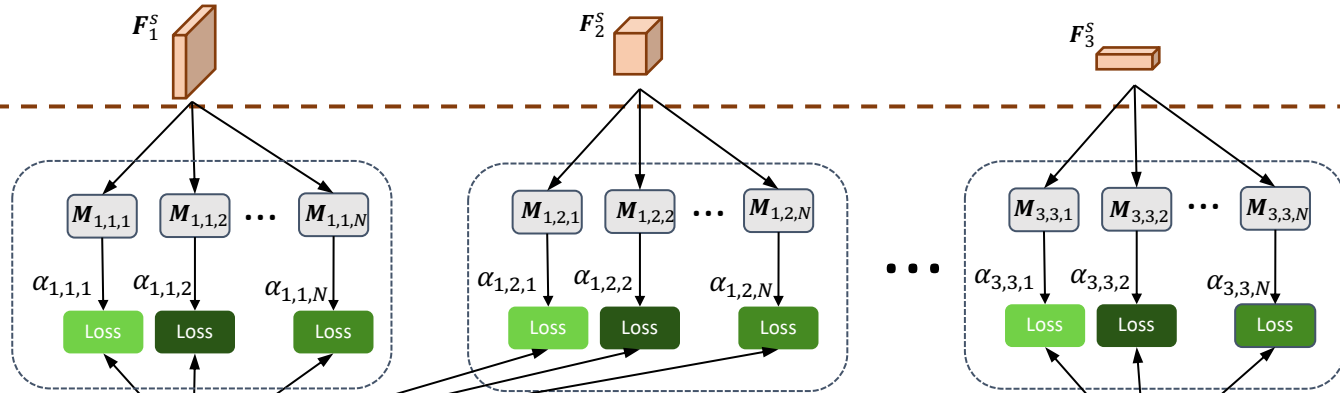 F_1^s F_2^s F_3^s
M_{1,1,1} M_{1,1,2} ... M_{1,1,N} M_{1,2,1} M_{1,2,2} ... M_{1,2,N} M_{3,3,1} M_{3,3,2} ... M_{3,3,N}
...
α_{1,1,1} α_{1,1,2} α_{1,1,N} α_{1,2,1} α_{1,2,2} α_{1,2,N} α_{3,3,1} α_{3,3,2} α_{3,3,N}
Loss Loss Loss Loss Loss Loss Loss Loss Loss